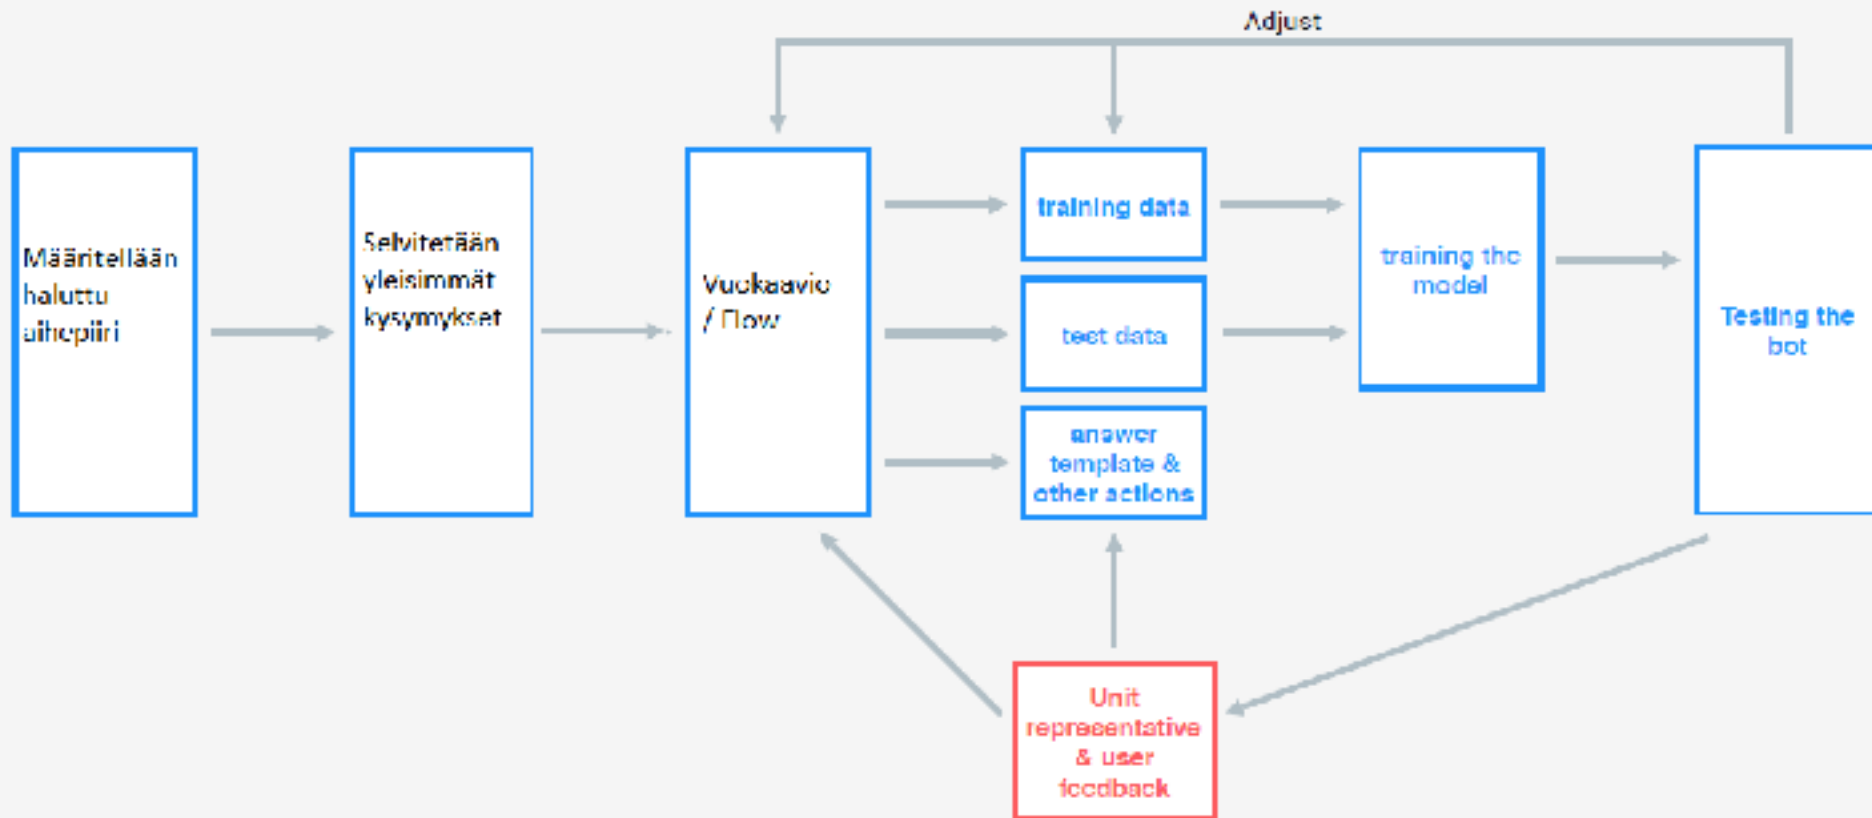 Adjust
Määritellään
haluttu
aihepiiri
Selvitetään
yleisimmät
kysymykset
Vuokaavio
/ Flow
training data
test data
answer
template &
other actions
training the
model
Testing the
bot
Unit
representative
& user
feedback